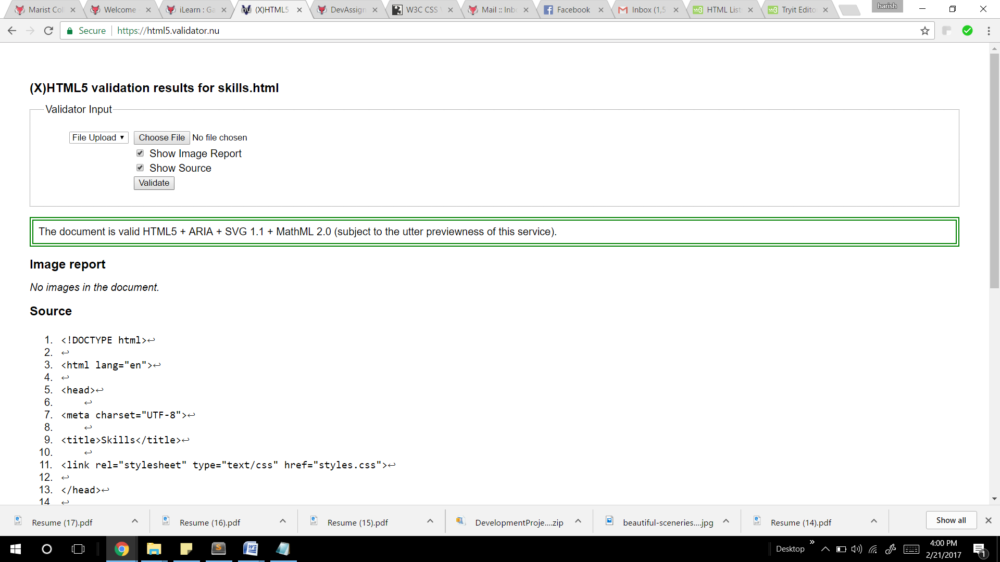 Marist Col Welcome iLearn : Ga (X)HTML5 DevAssign W3C CSS Mail :: Inb Facebook Inbox (1,5 HTML List Tryit Edito harish
Secure https://html5.validator.nu
(X)HTML5 validation results for skills.html
Validator Input
File Upload Choose File No file chosen
Show Image Report
Show Source
Validate
The document is valid HTML5 + ARIA + SVG 1.1 + MathML 2.0 (subject to the utter previewness of this service).
Image report
No images in the document.
Source
1. <!DOCTYPE html>↩
2. ↩
3. <html lang="en">↩
4. ↩
5. <head>↩
6. ↩
7. <meta charset="UTF-8">↩
8. ↩
9. <title>Skills</title>↩
10. ↩
11. <link rel="stylesheet" type="text/css" href="styles.css">↩
12. ↩
13. </head>↩
14 ↩
Resume (17).pdf Resume (16).pdf Resume (15).pdf DevelopmentProje....zip beautiful-sceneries....jpg Resume (14).pdf Show all
Desktop 4:00 PM
2/21/2017 1